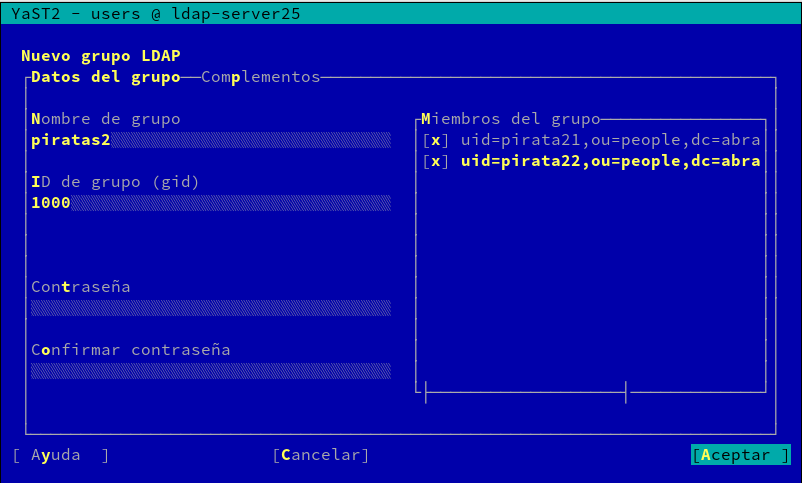 YaST2 - users @ ldap-server25
Nuevo grupo LDAP
Datos del grupo Complementos
Nombre de grupo
piratas2
ID de grupo (gid)
1000
Contraseña
Confirmar contraseña
Miembros del grupo
[x] uid=pirata21,ou=people,dc=abra
[x] uid=pirata22,ou=people,dc=abra
[ Ayuda ] [Cancelar] [Aceptar ]